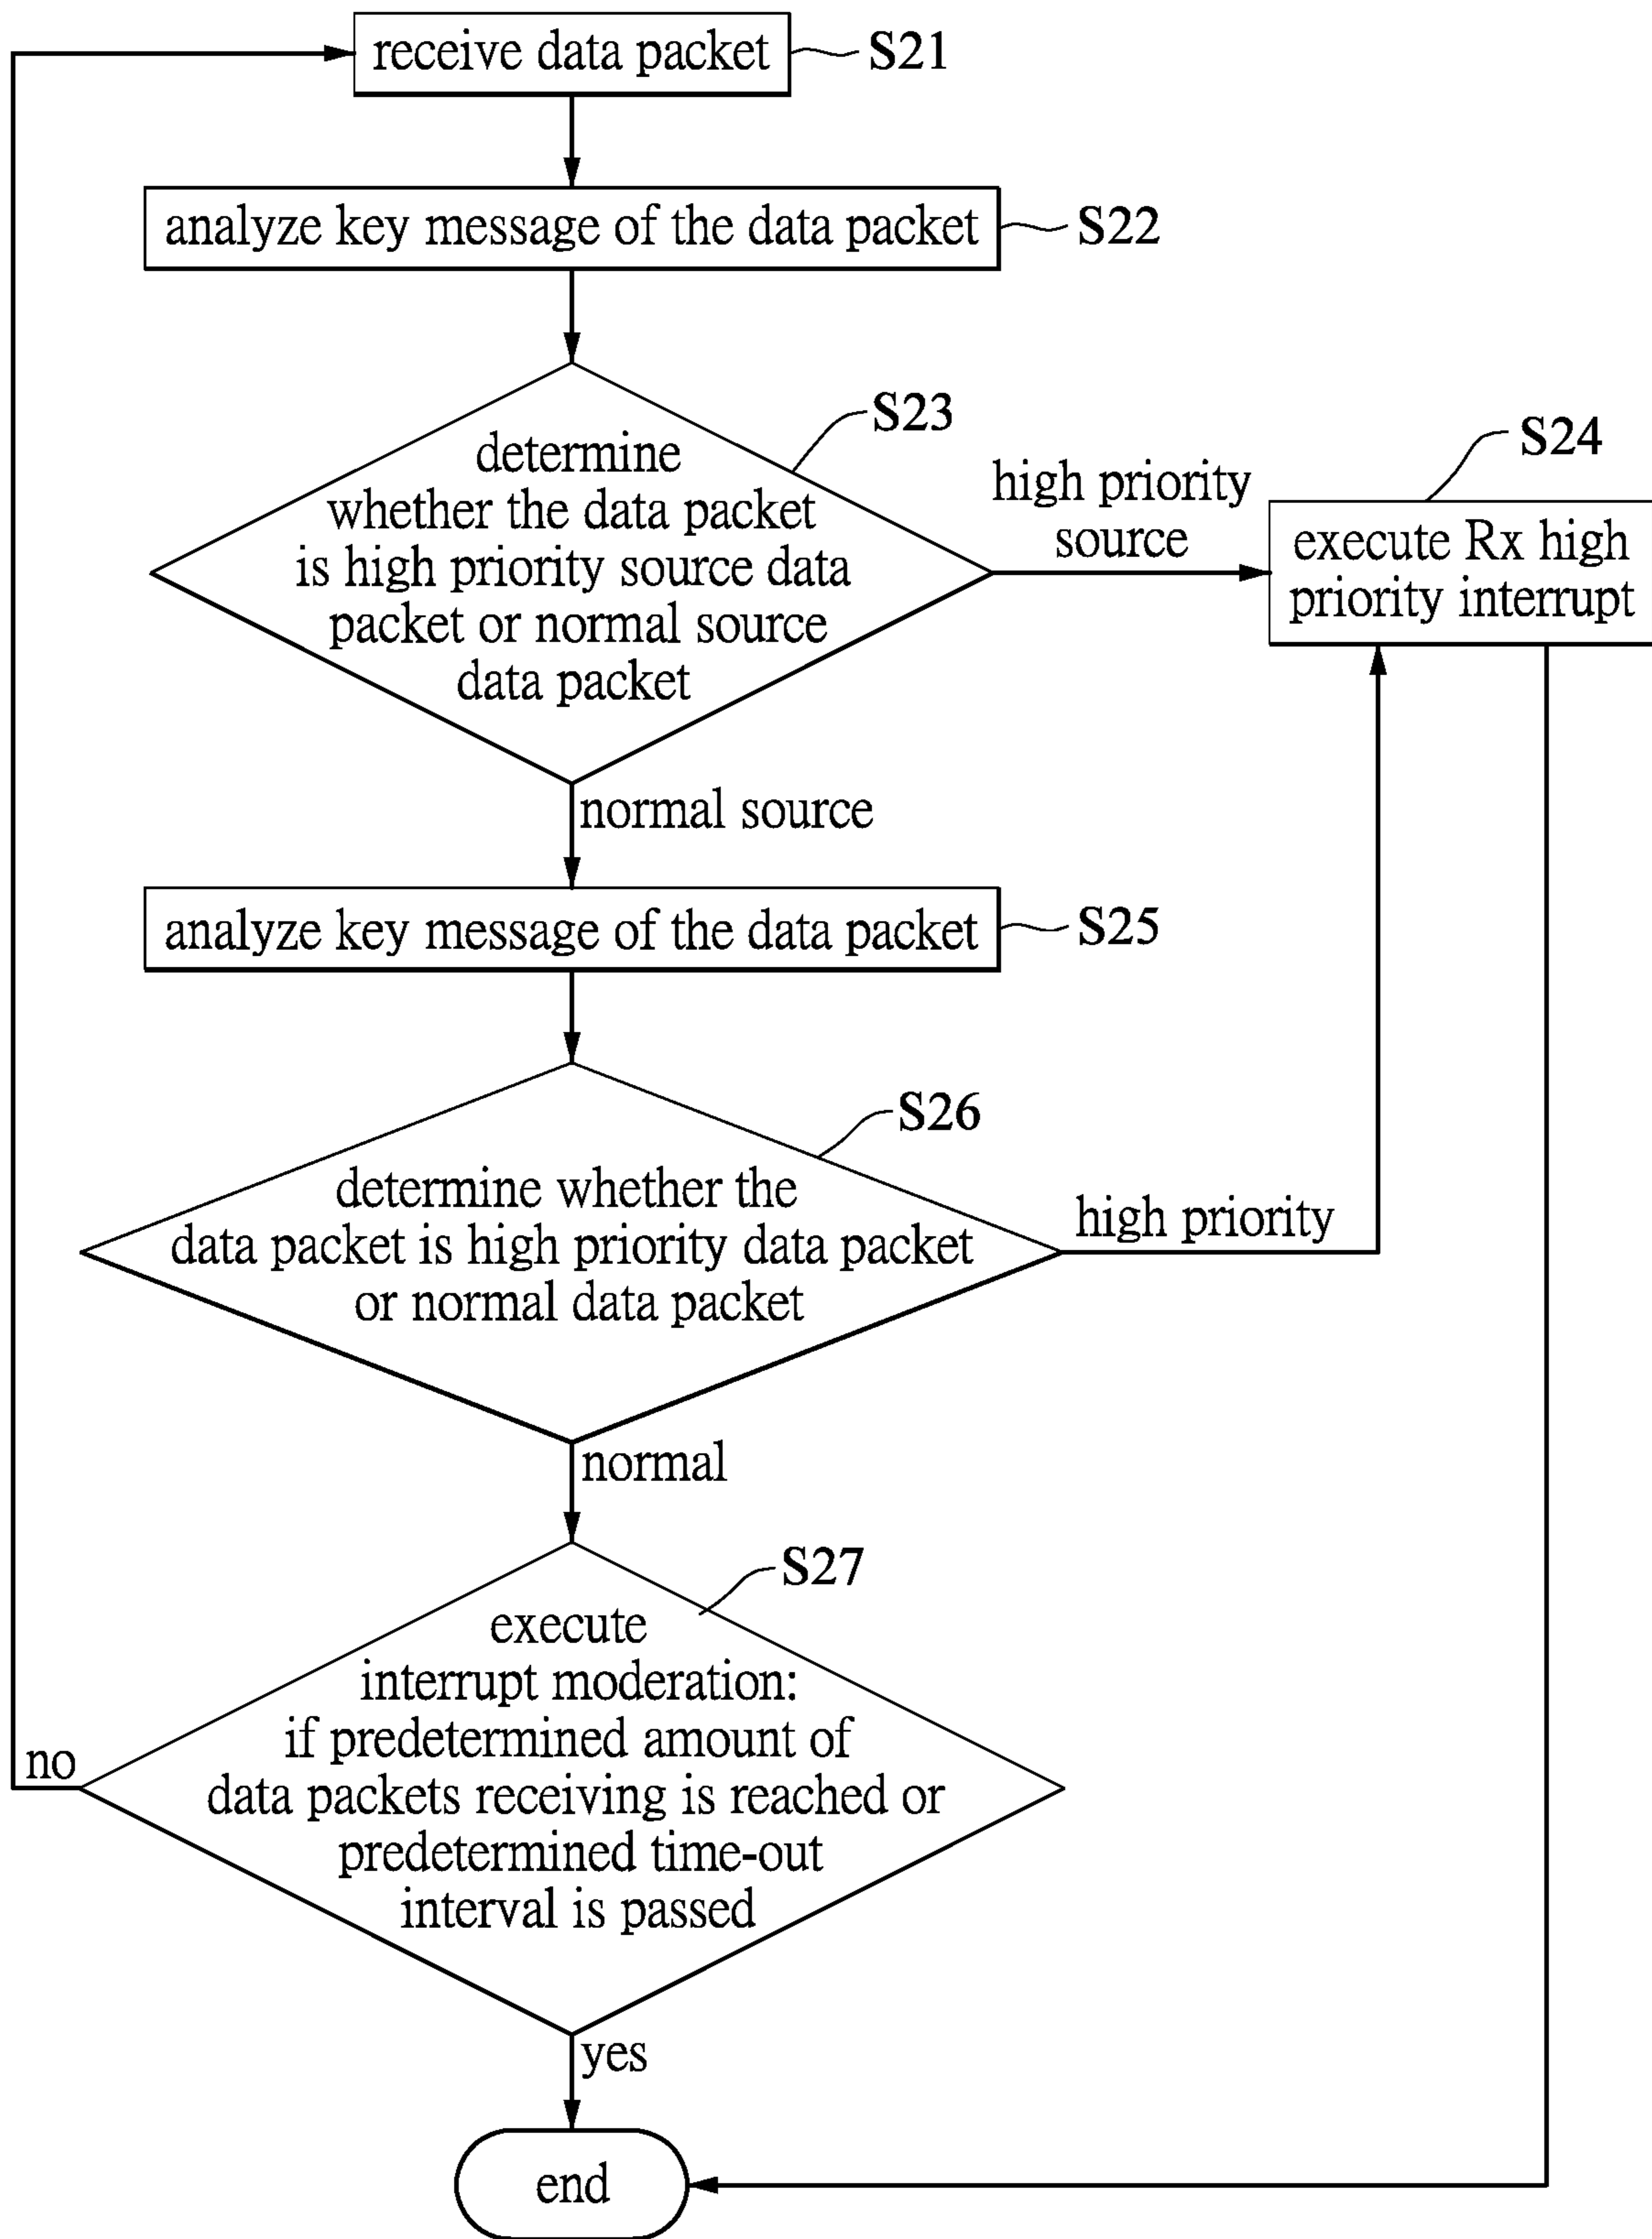 receive data packet
S21
analyze key message of the data packet
S22
S23
determine
whether the data packet
is high priority source data
packet or normal source
data packet
high priority
source
S24
execute Rx high
priority interrupt
normal source
analyze key message of the data packet
S25
S26
determine whether the
data packet is high priority data packet
or normal data packet
high priority
normal
S27
execute
interrupt moderation:
if predetermined amount of
data packets receiving is reached or
predetermined time-out
interval is passed
no
yes
end